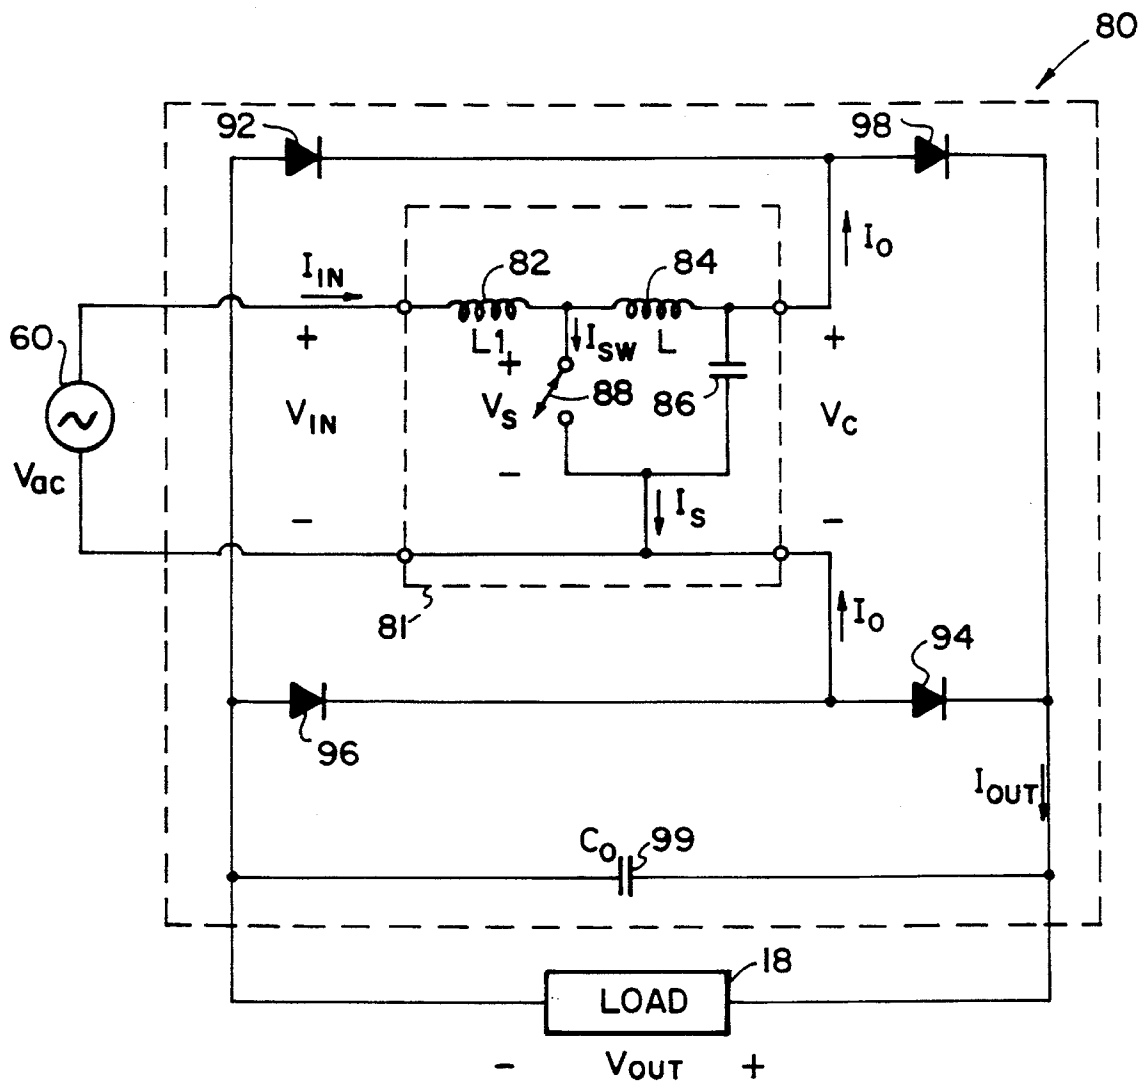 80
92
98
I_O
82
84
I_IN
60
+
L1
I_SW
L
+
+
V_S
88
86
V_IN
V_C
Vac
-
-
I_S
-
81
I_O
94
96
I_OUT
C_O
99
18
LOAD
- V_OUT +